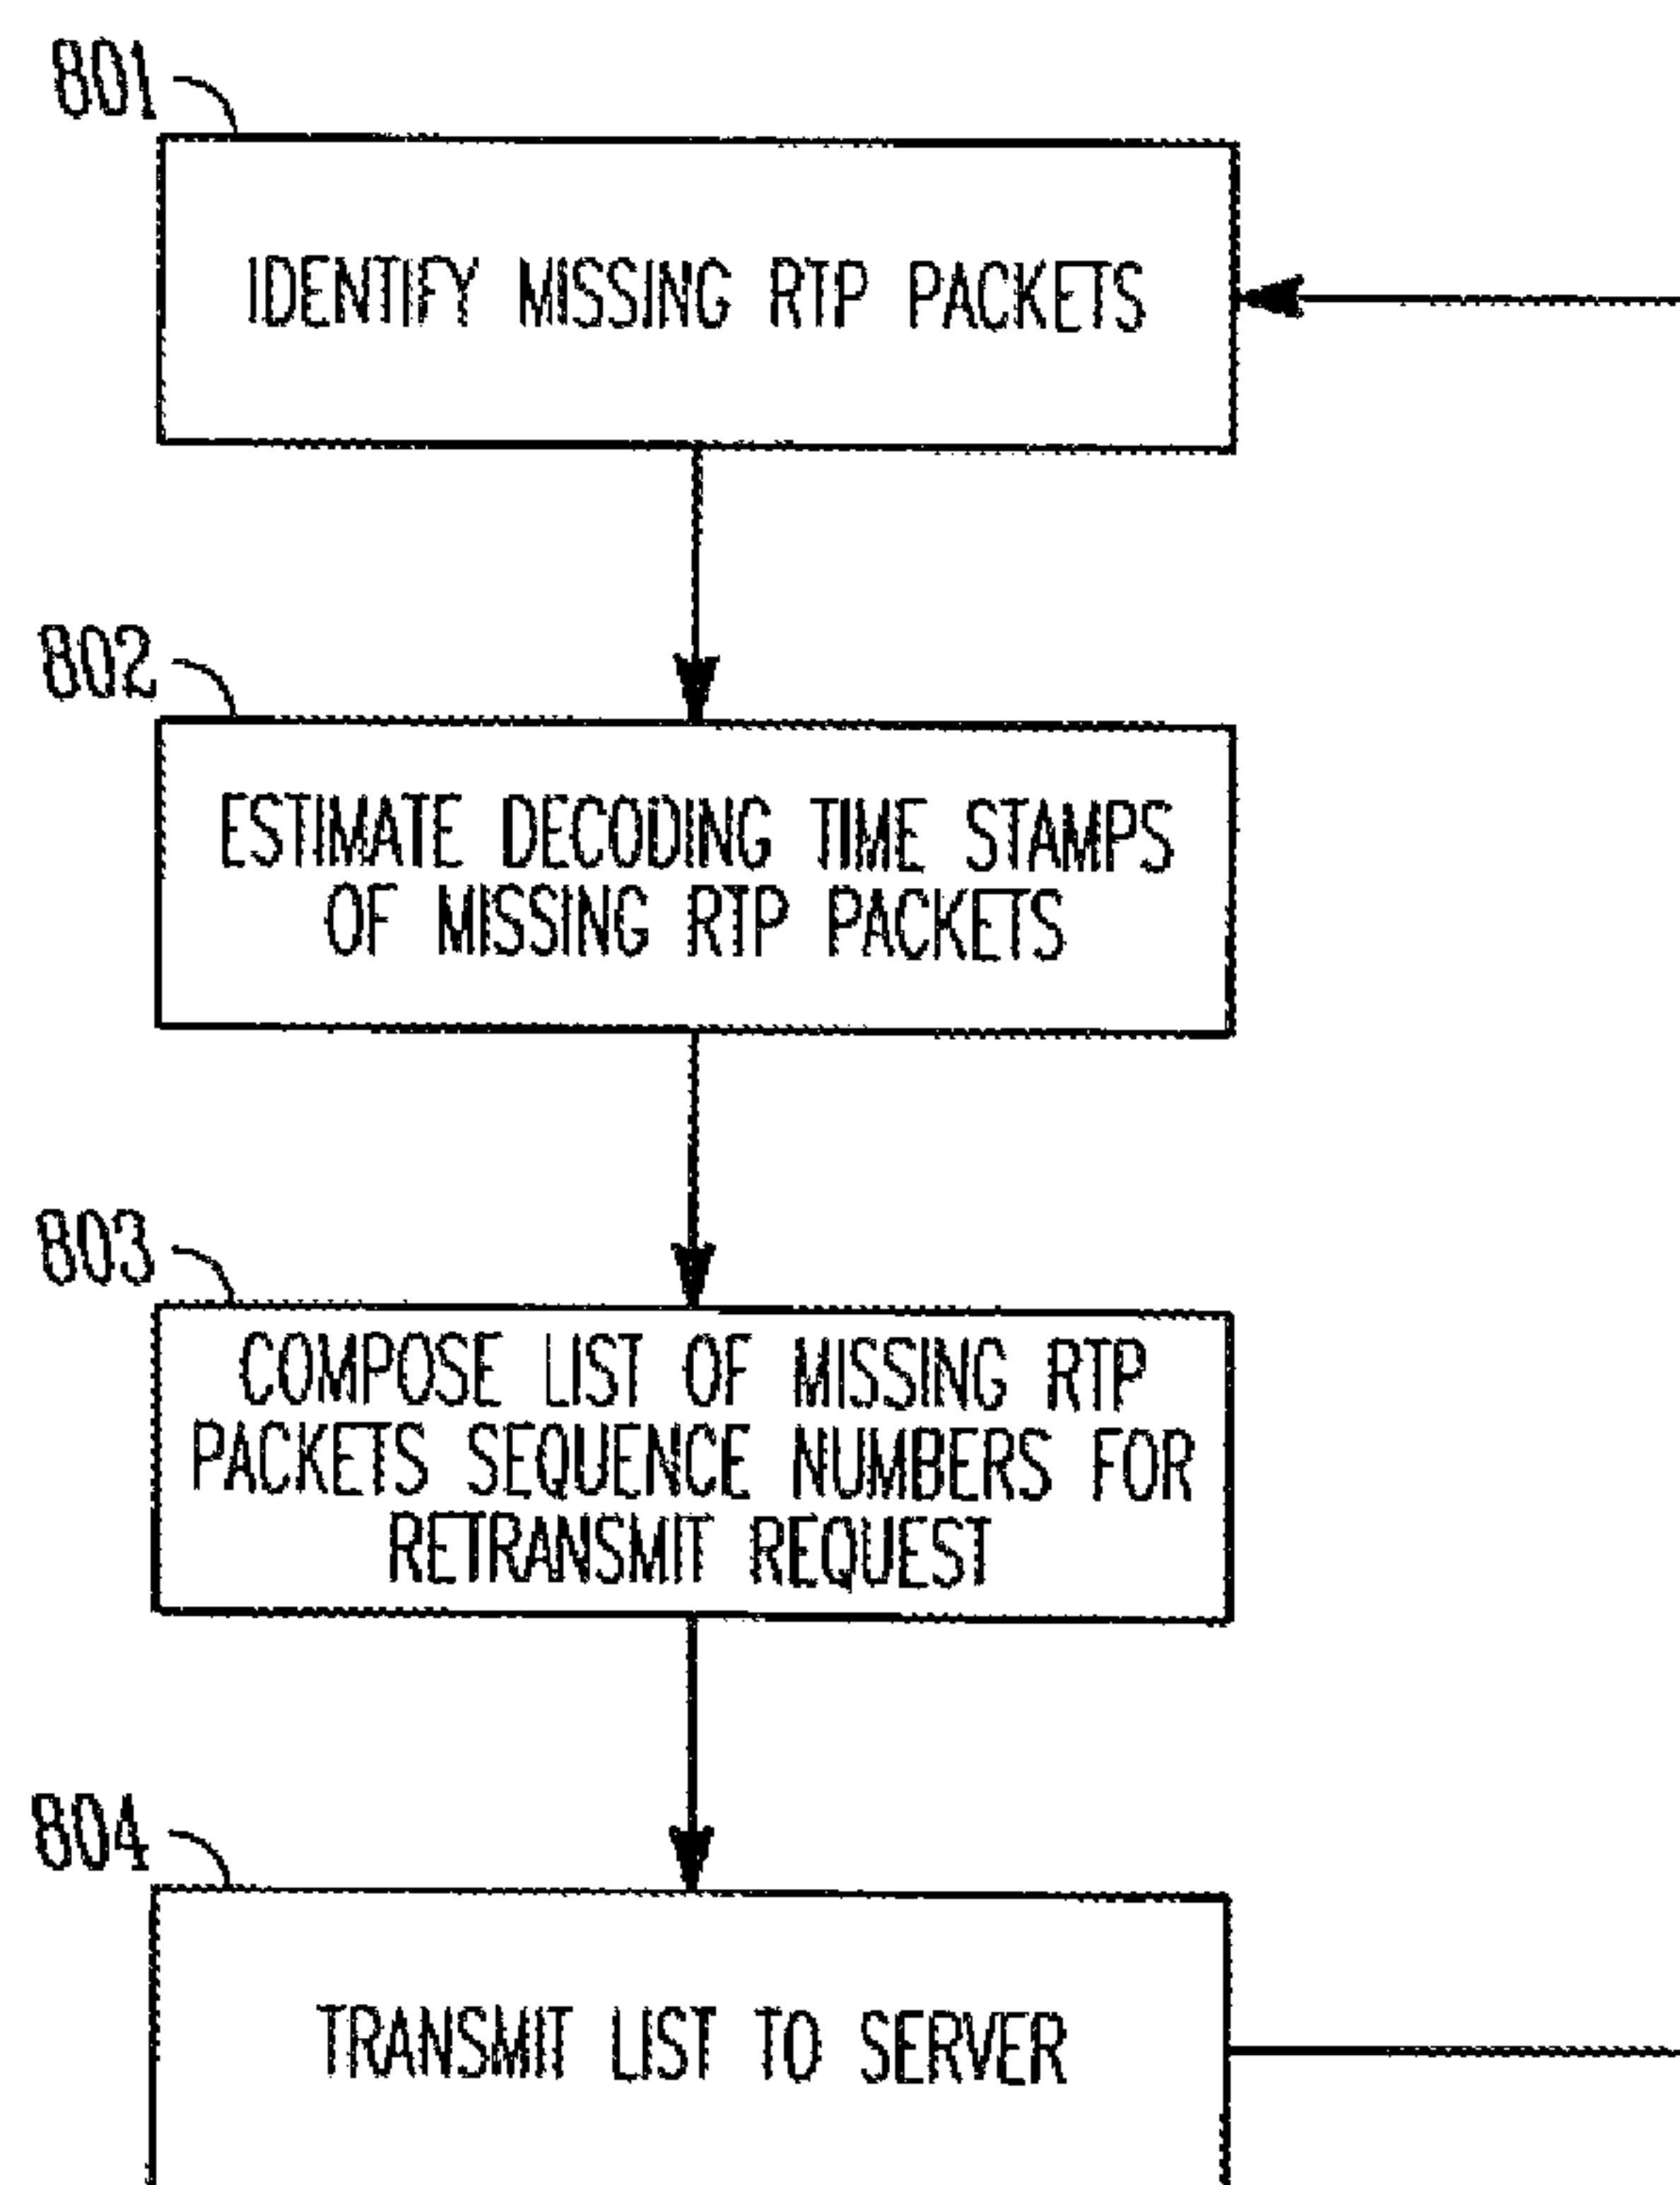 801
IDENTIFY MISSING RTP PACKETS
802
ESTIMATE DECODING TIME STAMPS
OF MISSING RTP PACKETS
803
COMPOSE LIST OF MISSING RTP
PACKETS SEQUENCE NUMBERS FOR
RETRANSMIT REQUEST
804
TRANSMIT LIST TO SERVER